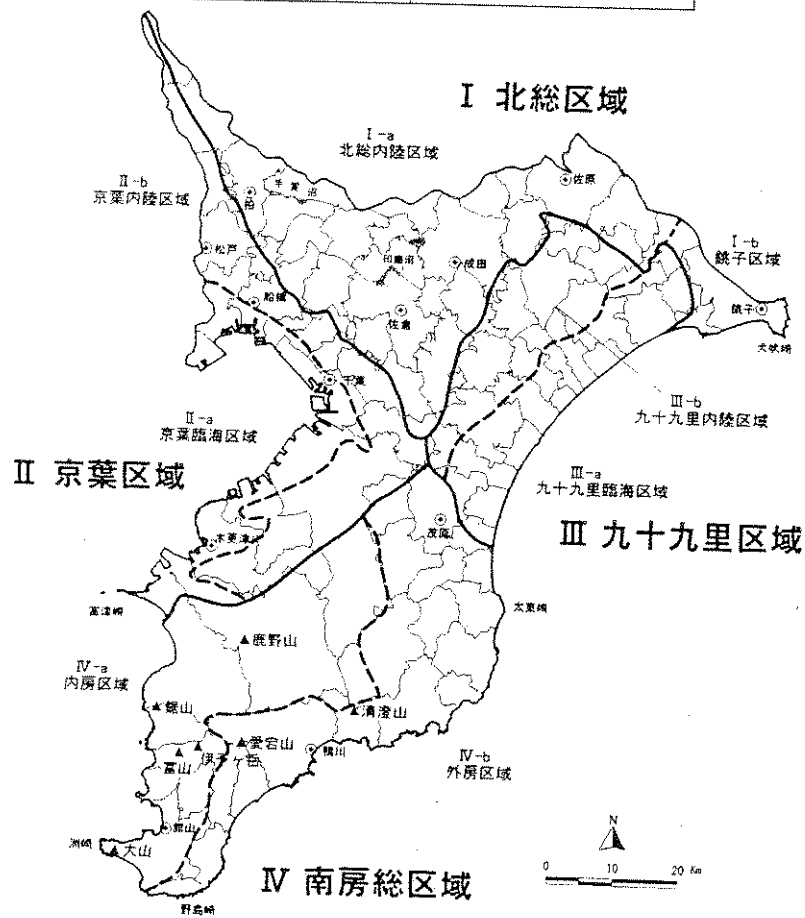 I 北総区域
I-a
北総内陸区域
II-b
京葉内陸区域
柏
手賀沼
佐原
松戸
印旛沼
成田
I-b
銚子区域
船橋
佐倉
銚子
犬吠崎
千葉
III-b
九十九里内陸区域
II-a
京葉臨海区域
II 京葉区域
III-a
九十九里臨海区域
茂原
III 九十九里区域
木更津
富津崎
太東崎
鹿野山
IV-a
内房区域
鋸山
清澄山
愛宕山
伊予ヶ岳
富山
鴨川
IV-b
外房区域
館山
洲崎
大山
IV 南房総区域
野島崎
N
0 10 20 Km